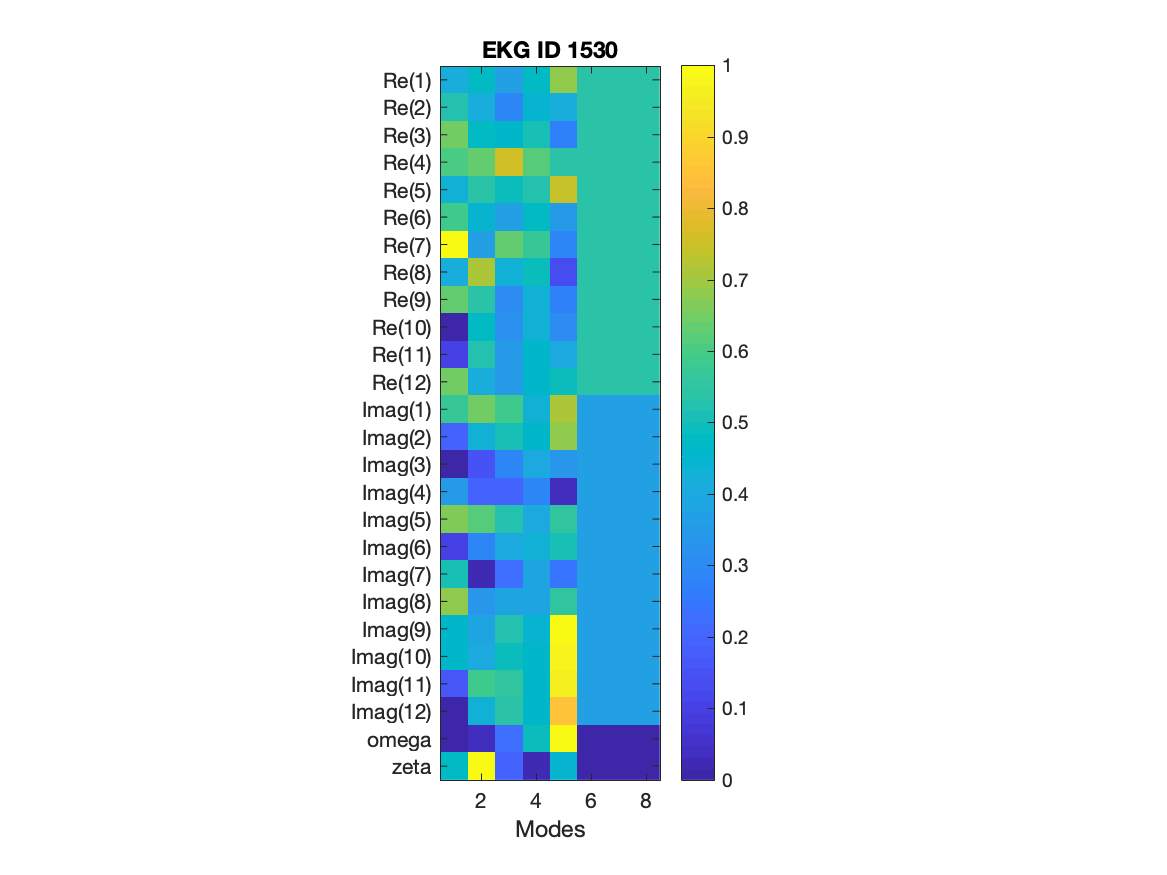 EKG ID 1530
Re(1)
Re(2)
Re(3)
Re(4)
Re(5)
Re(6)
Re(7)
Re(8)
Re(9)
Re(10)
Re(11)
Re(12)
Imag(1)
Imag(2)
Imag(3)
Imag(4)
Imag(5)
Imag(6)
Imag(7)
Imag(8)
Imag(9)
Imag(10)
Imag(11)
Imag(12)
omega
zeta
2 4 6 8
Modes
1
0.9
0.8
0.7
0.6
0.5
0.4
0.3
0.2
0.1
0